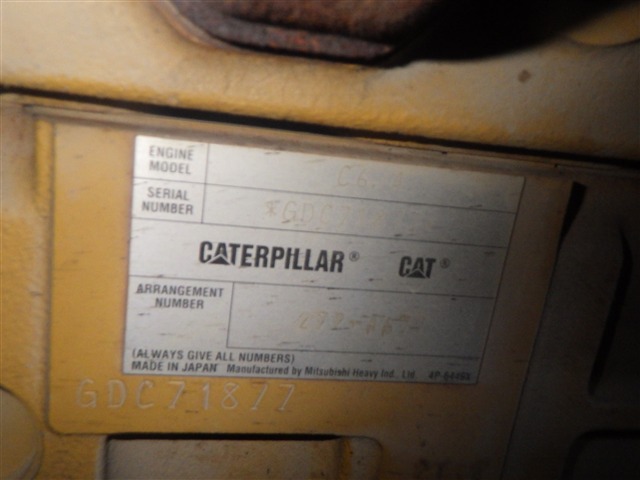 ENGINE
MODEL
SERIAL
NUMBER
CATERPILLAR® CAT®
ARRANGEMENT
NUMBER
(ALWAYS GIVE ALL NUMBERS)
MADE IN JAPAN Manufactured by Mitsubishi Heavy Ind., Ltd.
GDC71877